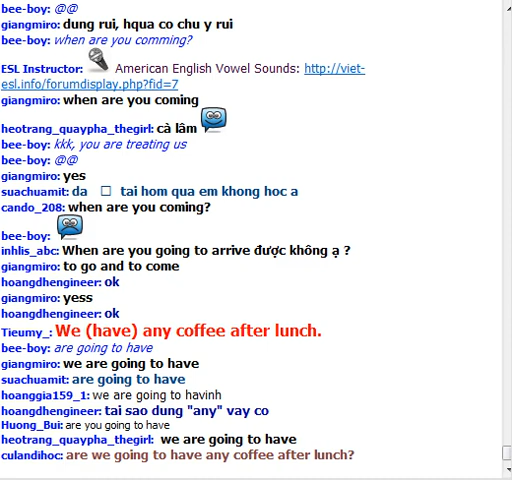 bee-boy: @@
giangmiro: dung rui, hqua co chu y rui
bee-boy: when are you comming?
ESL Instructor: American English Vowel Sounds: http://viet-
esl.info/forumdisplay.php?fid=7
giangmiro: when are you coming
heotrang_quaypha_thegirl: cà lâm
bee-boy: kkk, you are treating us
bee-boy: @@
giangmiro: yes
suachuamit: da □ tai hom qua em khong hoc a
cando_208: when are you coming?
bee-boy:
inhlis_abc: When are you going to arrive được không ạ ?
giangmiro: to go and to come
hoangdhengineer: ok
giangmiro: yess
hoangdhengineer: ok
Tieumy_: We (have) any coffee after lunch.
bee-boy: are going to have
giangmiro: we are going to have
suachuamit: are going to have
hoanggia159_1: we are going to havinh
hoangdhengineer: tai sao dung "any" vay co
Huong_Bui: are you going to have
heotrang_quaypha_thegirl: we are going to have
culandihoc: are we going to have any coffee after lunch?